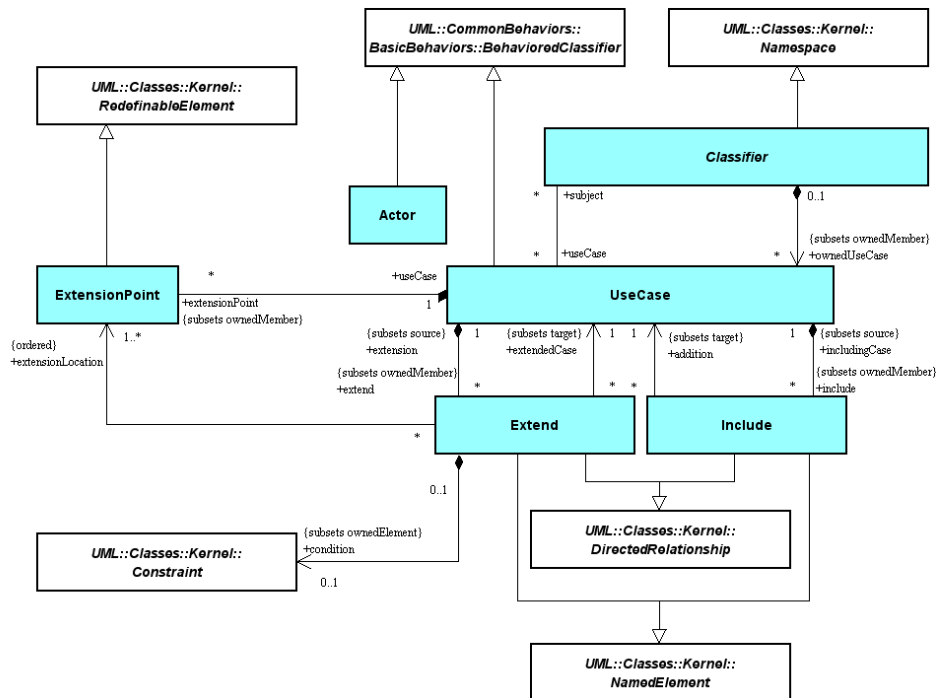 UML::CommonBehaviors::
BasicBehaviors::BehavioredClassifier
UML::Classes::Kernel::
Namespace
UML::Classes::Kernel::
RedefinableElement
Classifier
Actor
*
+subject
0..1
{subsets ownedMember}
+ownedUseCase
*
*
+useCase
ExtensionPoint
*
+useCase
+extensionPoint
{subsets ownedMember}
1
UseCase
1..*
{ordered}
+extensionLocation
{subsets source}
+extension
1
{subsets target}
+extendedCase
1
1
{subsets target}
+addition
1
{subsets source}
+includingCase
{subsets ownedMember}
+extend
*
*
*
*
{subsets ownedMember}
+include
Extend
Include
*
0..1
{subsets ownedElement}
+condition
0..1
UML::Classes::Kernel::
Constraint
UML::Classes::Kernel::
DirectedRelationship
UML::Classes::Kernel::
NamedElement